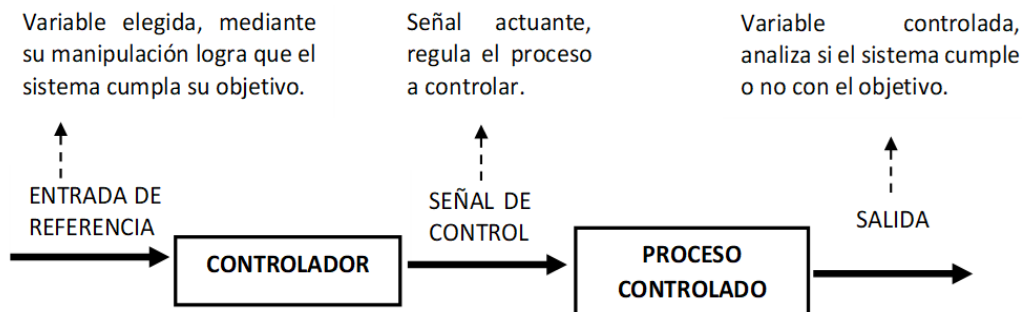 Variable elegida, mediante
su manipulación logra que el
sistema cumpla su objetivo.
Señal actuante,
regula el proceso
a controlar.
Variable controlada,
analiza si el sistema cumple
o no con el objetivo.
ENTRADA DE
REFERENCIA
SEÑAL DE
CONTROL
SALIDA
CONTROLADOR
PROCESO
CONTROLADO